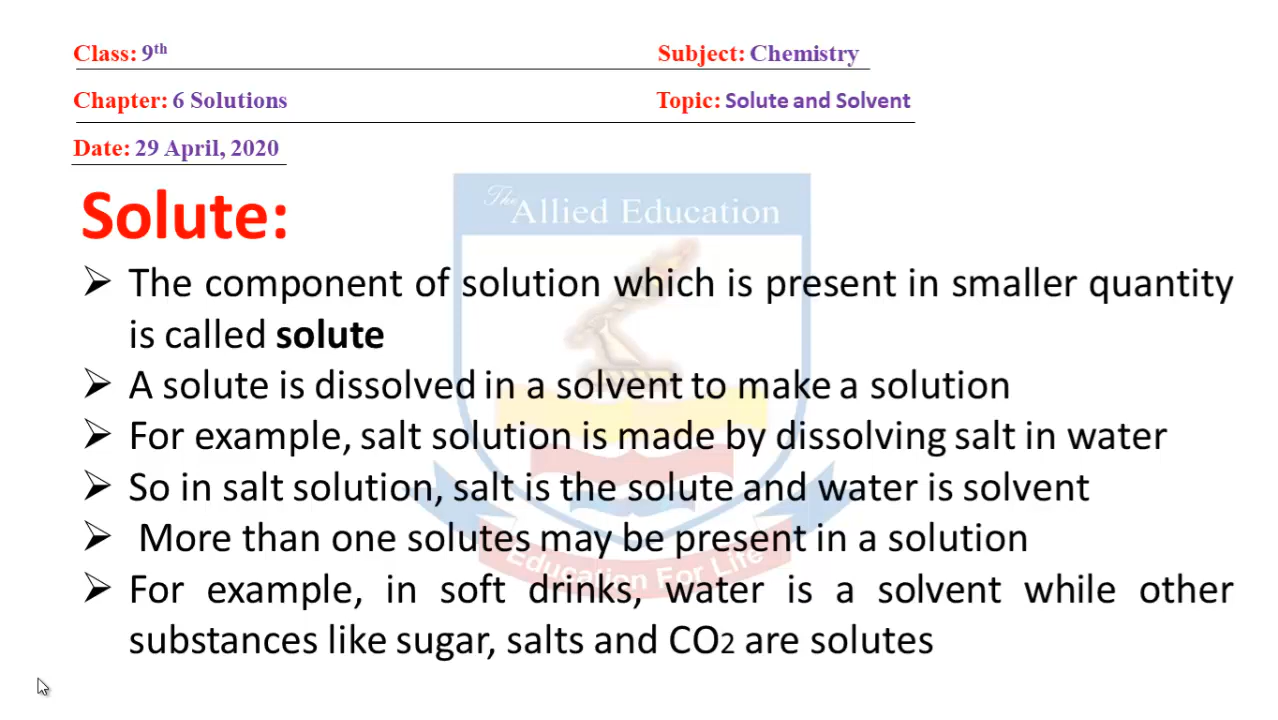 Class: 9th Subject: Chemistry
Chapter: 6 Solutions Topic: Solute and Solvent
Date: 29 April, 2020
The Allied Education
Solute:
➢ The component of solution which is present in smaller quantity
is called solute
➢ A solute is dissolved in a solvent to make a solution
➢ For example, salt solution is made by dissolving salt in water
➢ So in salt solution, salt is the solute and water is solvent
➢ More than one solutes may be present in a solution
Education For Life
➢ For example, in soft drinks, water is a solvent while other
substances like sugar, salts and CO2 are solutes